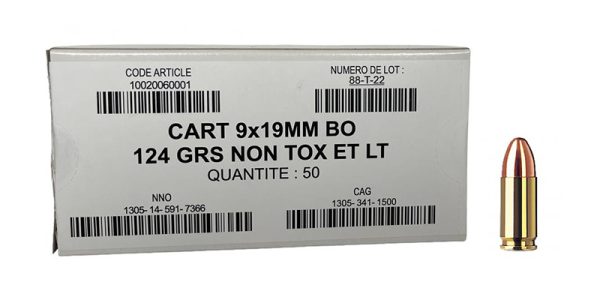 CODE ARTICLE
10020060001
NUMERO DE LOT :
88-T-22
CART 9x19MM BO
124 GRS NON TOX ET LT
QUANTITE : 50
NNO
1305- 14- 591- 7366
CAG
1305- 341- 1500